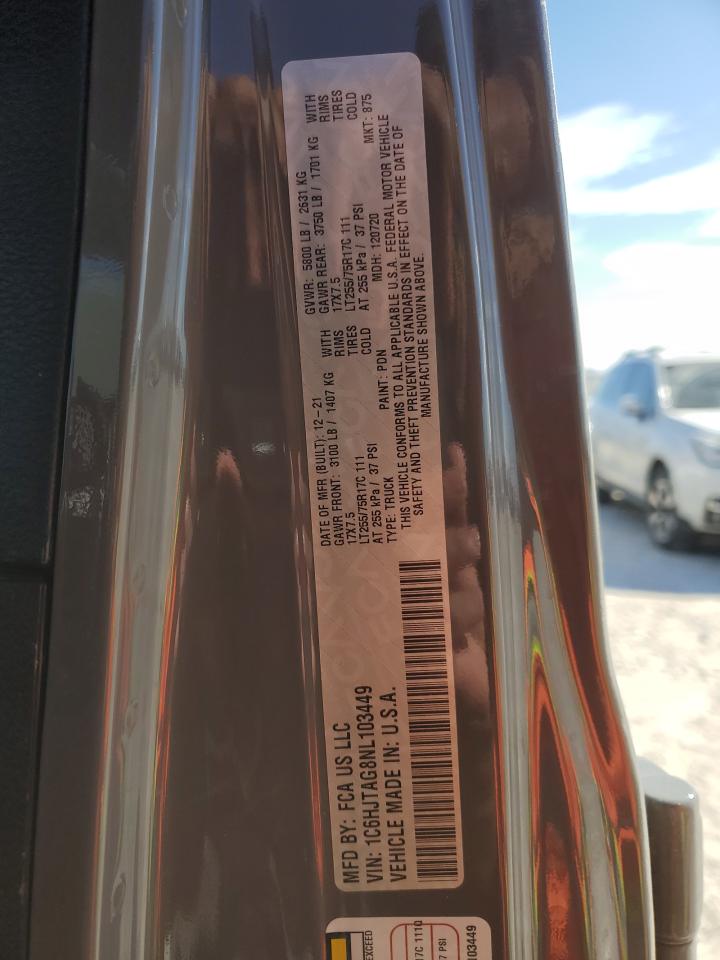 MFD BY: FCA US LLC
VIN: 1C6HJTAG8NL103449
VEHICLE MADE IN: U.S.A.
DATE OF MFR (BUILT): 12-21 GVWR: 5800 LB / 2631 KG
GAWR FRONT: 3100 LB / 1407 KG WITH GAWR REAR: 3750 LB / 1701 KG WITH
17X7.5 RIMS 17X7.5 RIMS
LT255/75R17C 111 TIRES LT255/75R17C 111 TIRES
AT 255 kPa / 37 PSI COLD AT 255 kPa / 37 PSI COLD
TYPE: TRUCK PAINT: PDN MDH: 120720 MKT: 875
THIS VEHICLE CONFORMS TO ALL APPLICABLE U.S.A. FEDERAL MOTOR VEHICLE
SAFETY AND THEFT PREVENTION STANDARDS IN EFFECT ON THE DATE OF
MANUFACTURE SHOWN ABOVE.
EXCEED
17C 111Q
7 PSI
103449